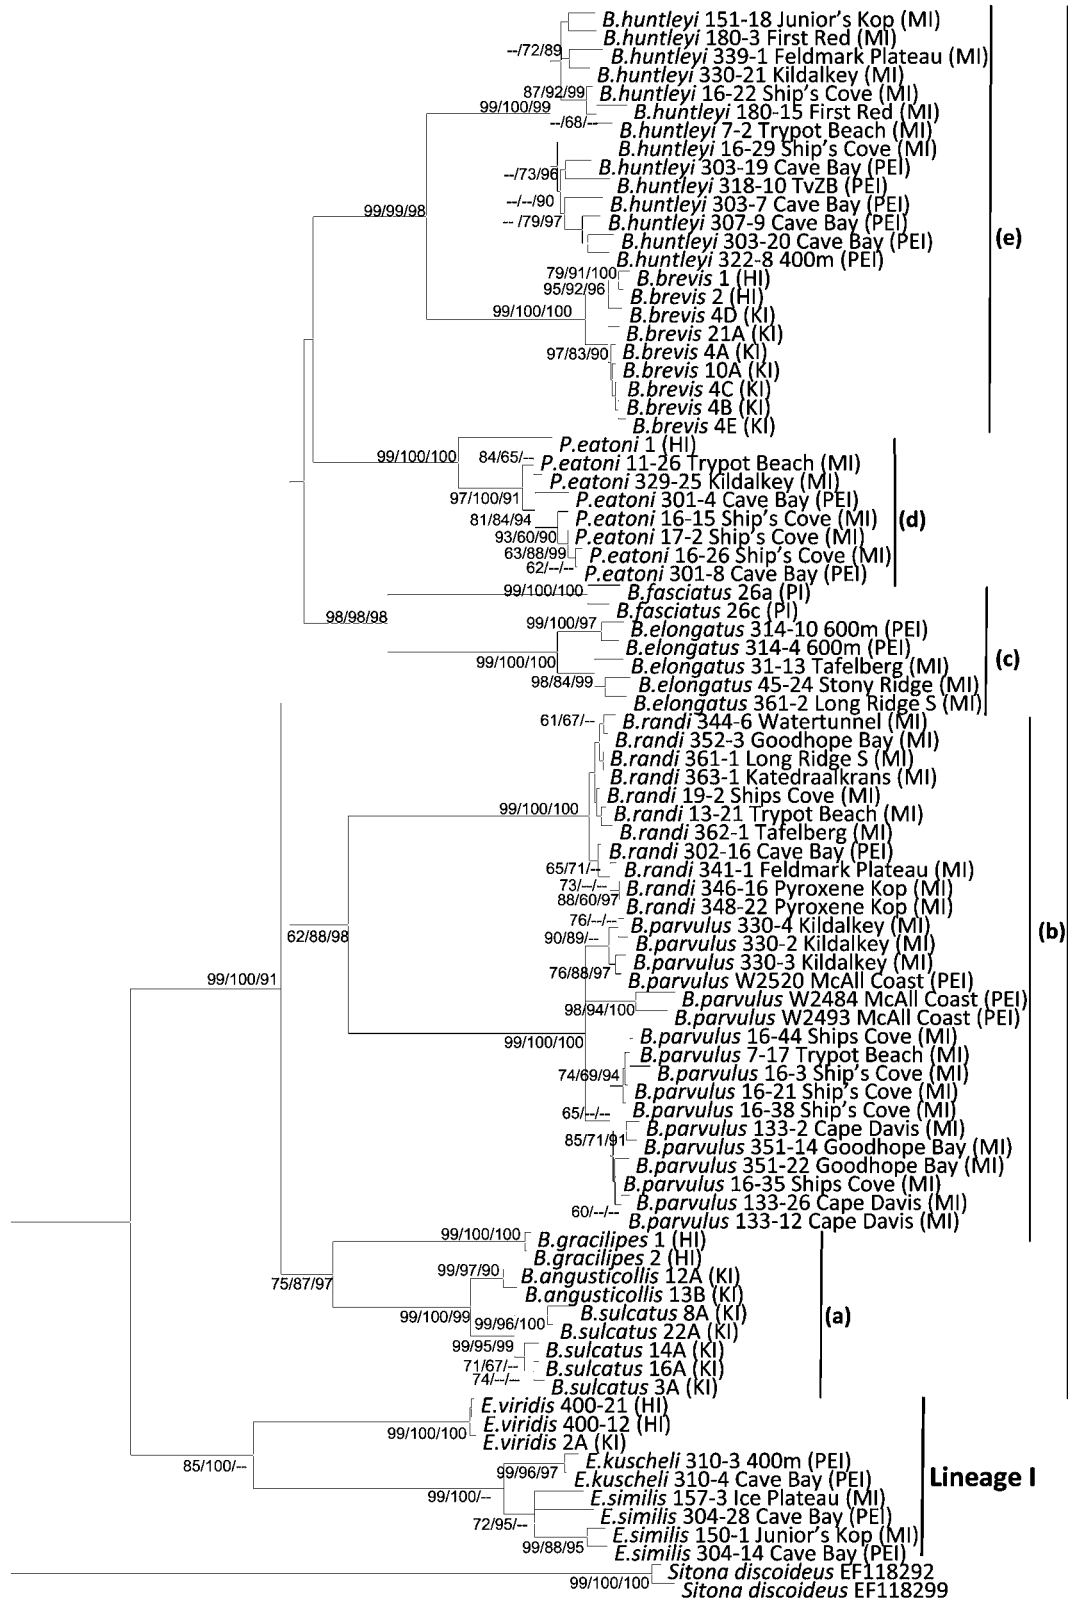 B.huntleyi 151-18 Junior's Kop (MI)
B.huntleyi 180-3 First Red (MI)
--/72/89
B.huntleyi 339-1 Feldmark Plateau (MI)
B.huntleyi 330-21 Kildalkey (MI)
87/92/99
B.huntleyi 16-22 Ship's Cove (MI)
99/100/99
B.huntleyi 180-15 First Red (MI)
--/68/--
B.huntleyi 7-2 Trypot Beach (MI)
B.huntleyi 16-29 Ship's Cove (MI)
--/73/96
B.huntleyi 303-19 Cave Bay (PEI)
B.huntleyi 318-10 TvZB (PEI)
--/--/90
B.huntleyi 303-7 Cave Bay (PEI)
-- /79/97
B.huntleyi 307-9 Cave Bay (PEI)
99/99/98
B.huntleyi 303-20 Cave Bay (PEI)
(e)
B.huntleyi 322-8 400m (PEI)
79/91/100
B.brevis 1 (HI)
95/92/96
B.brevis 2 (HI)
99/100/100
B.brevis 4D (KI)
B.brevis 21A (KI)
97/83/90
B.brevis 4A (KI)
B.brevis 10A (KI)
B.brevis 4C (KI)
B.brevis 4B (KI)
B.brevis 4E (KI)
P.eatoni 1 (HI)
99/100/100
84/65/--
P.eatoni 11-26 Trypot Beach (MI)
P.eatoni 329-25 Kildalkey (MI)
97/100/91
P.eatoni 301-4 Cave Bay (PEI)
81/84/94
P.eatoni 16-15 Ship's Cove (MI)
(d)
93/60/90
P.eatoni 17-2 Ship's Cove (MI)
63/88/99
P.eatoni 16-26 Ship's Cove (MI)
62/--/--
P.eatoni 301-8 Cave Bay (PEI)
99/100/100
B.fasciatus 26a (PI)
98/98/98
B.fasciatus 26c (PI)
99/100/97
B.elongatus 314-10 600m (PEI)
B.elongatus 314-4 600m (PEI)
99/100/100
B.elongatus 31-13 Tafelberg (MI)
(c)
98/84/99
B.elongatus 45-24 Stony Ridge (MI)
B.elongatus 361-2 Long Ridge S (MI)
61/67/--
B.randi 344-6 Watertunnel (MI)
B.randi 352-3 Goodhope Bay (MI)
B.randi 361-1 Long Ridge S (MI)
B.randi 363-1 Katedraalkrans (MI)
B.randi 19-2 Ships Cove (MI)
99/100/100
B.randi 13-21 Trypot Beach (MI)
B.randi 362-1 Tafelberg (MI)
B.randi 302-16 Cave Bay (PEI)
65/71/--
B.randi 341-1 Feldmark Plateau (MI)
73/--/--
B.randi 346-16 Pyroxene Kop (MI)
88/60/97
B.randi 348-22 Pyroxene Kop (MI)
76/--/--
B.parvulus 330-4 Kildalkey (MI)
62/88/98
90/89/--
B.parvulus 330-2 Kildalkey (MI)
(b)
76/88/97
B.parvulus 330-3 Kildalkey (MI)
99/100/91
B.parvulus W2520 McAll Coast (PEI)
B.parvulus W2484 McAll Coast (PEI)
98/94/100
B.parvulus W2493 McAll Coast (PEI)
99/100/100
B.parvulus 16-44 Ships Cove (MI)
B.parvulus 7-17 Trypot Beach (MI)
74/69/94
B.parvulus 16-3 Ship's Cove (MI)
B.parvulus 16-21 Ship's Cove (MI)
65/--/--
B.parvulus 16-38 Ship's Cove (MI)
B.parvulus 133-2 Cape Davis (MI)
85/71/91
B.parvulus 351-14 Goodhope Bay (MI)
B.parvulus 351-22 Goodhope Bay (MI)
B.parvulus 16-35 Ships Cove (MI)
B.parvulus 133-26 Cape Davis (MI)
60/--/--
B.parvulus 133-12 Cape Davis (MI)
99/100/100
B.gracilipes 1 (HI)
B.gracilipes 2 (HI)
75/87/97
99/97/90
B.angusticollis 12A (KI)
B.angusticollis 13B (KI)
99/100/99
B.sulcatus 8A (KI)
(a)
99/96/100
B.sulcatus 22A (KI)
99/95/99
B.sulcatus 14A (KI)
71/67/--
B.sulcatus 16A (KI)
74/--/--
B.sulcatus 3A (KI)
E.viridis 400-21 (HI)
E.viridis 400-12 (HI)
99/100/100
E.viridis 2A (KI)
85/100/--
E.kuscheli 310-3 400m (PEI)
99/96/97
E.kuscheli 310-4 Cave Bay (PEI)
Lineage I
99/100/--
E.similis 157-3 Ice Plateau (MI)
E.similis 304-28 Cave Bay (PEI)
72/95/--
E.similis 150-1 Junior's Kop (MI)
99/88/95
E.similis 304-14 Cave Bay (PEI)
Sitona discoideus EF118292
99/100/100
Sitona discoideus EF118299